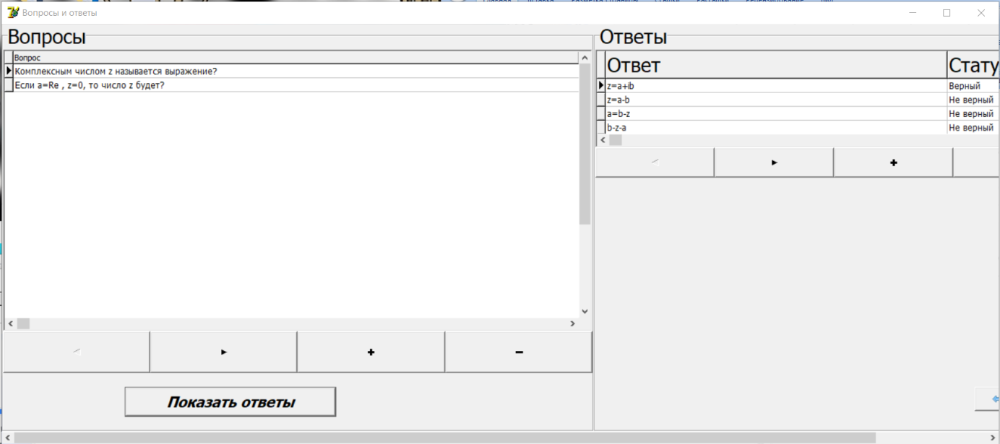 Вопросы и ответы
Вопросы
Вопрос
Комплексным числом z называется выражение?
Если a=Re , z=0, то число z будет?
Показать ответы
Ответы
Ответ Стату
z=a+ib Верный
z=a-b Не верный
a=b-z Не верный
b-z-a Не верный